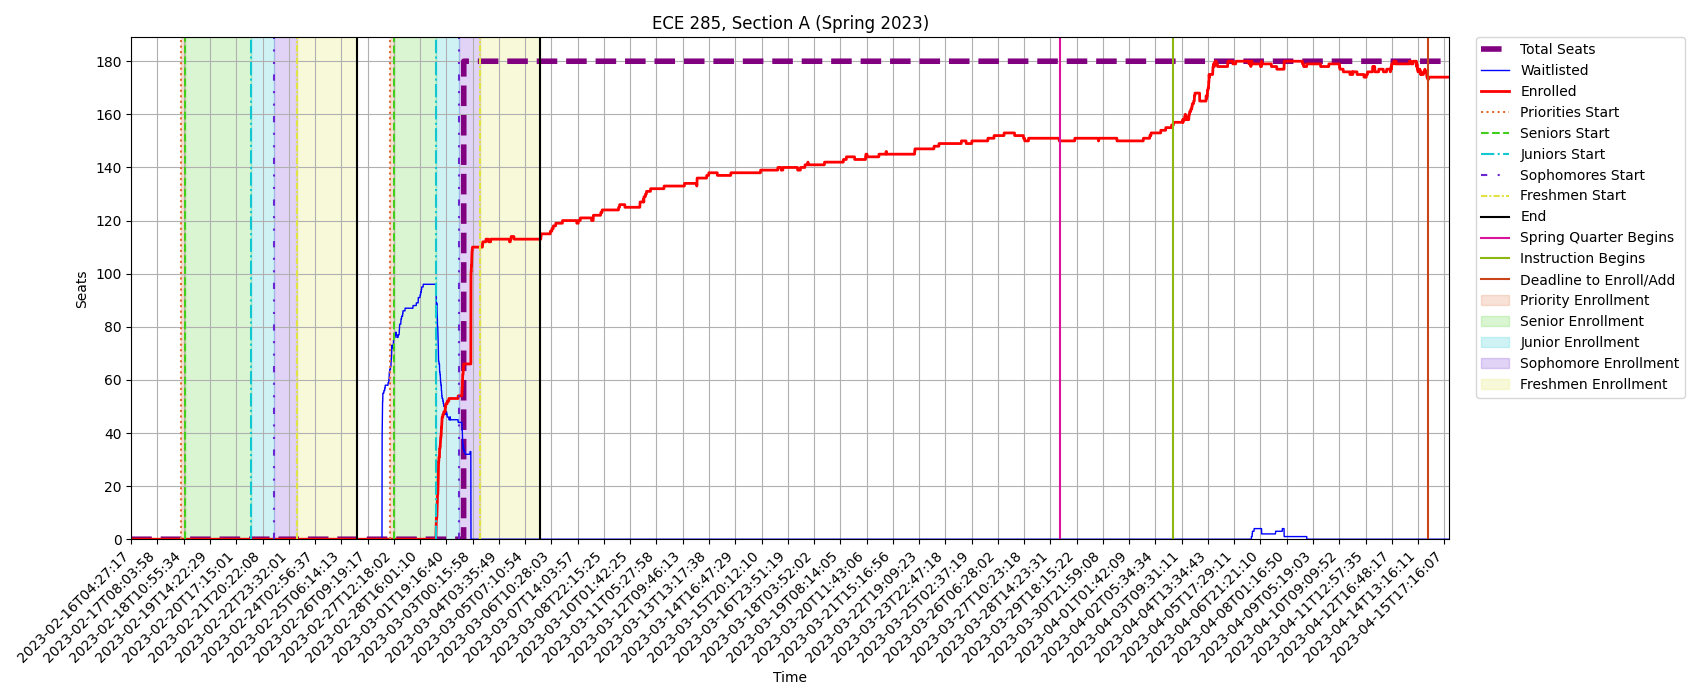 ECE 285, Section A (Spring 2023)
Seats
180
160
140
120
100
80
60
40
20
0
2023-02-16T04:27:17
2023-02-17T08:03:58
2023-02-18T10:55:34
2023-02-19T14:22:29
2023-02-20T17:15:01
2023-02-21T20:22:08
2023-02-22T23:32:01
2023-02-24T02:56:37
2023-02-25T06:14:13
2023-02-26T09:19:17
2023-02-27T12:18:02
2023-02-28T16:01:10
2023-03-01T19:16:40
2023-03-03T00:15:58
2023-03-04T03:35:49
2023-03-05T07:10:54
2023-03-06T10:28:03
2023-03-07T14:03:57
2023-03-08T22:15:25
2023-03-10T01:42:25
2023-03-11T05:27:58
2023-03-12T09:46:13
2023-03-13T13:17:38
2023-03-14T16:47:29
2023-03-15T20:12:10
2023-03-16T23:51:19
2023-03-18T03:52:02
2023-03-19T08:14:05
2023-03-20T11:43:06
2023-03-21T15:16:56
2023-03-22T19:09:23
2023-03-23T22:47:18
2023-03-25T02:37:19
2023-03-26T06:28:02
2023-03-27T10:23:18
2023-03-28T14:23:31
2023-03-29T18:15:22
2023-03-30T21:59:08
2023-04-01T01:42:09
2023-04-02T05:34:34
2023-04-03T09:31:11
2023-04-04T13:34:43
2023-04-05T17:29:11
2023-04-06T21:21:10
2023-04-08T01:16:50
2023-04-09T05:19:03
2023-04-10T09:09:52
2023-04-11T12:57:35
2023-04-12T16:48:17
2023-04-14T13:16:11
2023-04-15T17:16:07
Time
Total Seats
Waitlisted
Enrolled
Priorities Start
Seniors Start
Juniors Start
Sophomores Start
Freshmen Start
End
Spring Quarter Begins
Instruction Begins
Deadline to Enroll/Add
Priority Enrollment
Senior Enrollment
Junior Enrollment
Sophomore Enrollment
Freshmen Enrollment